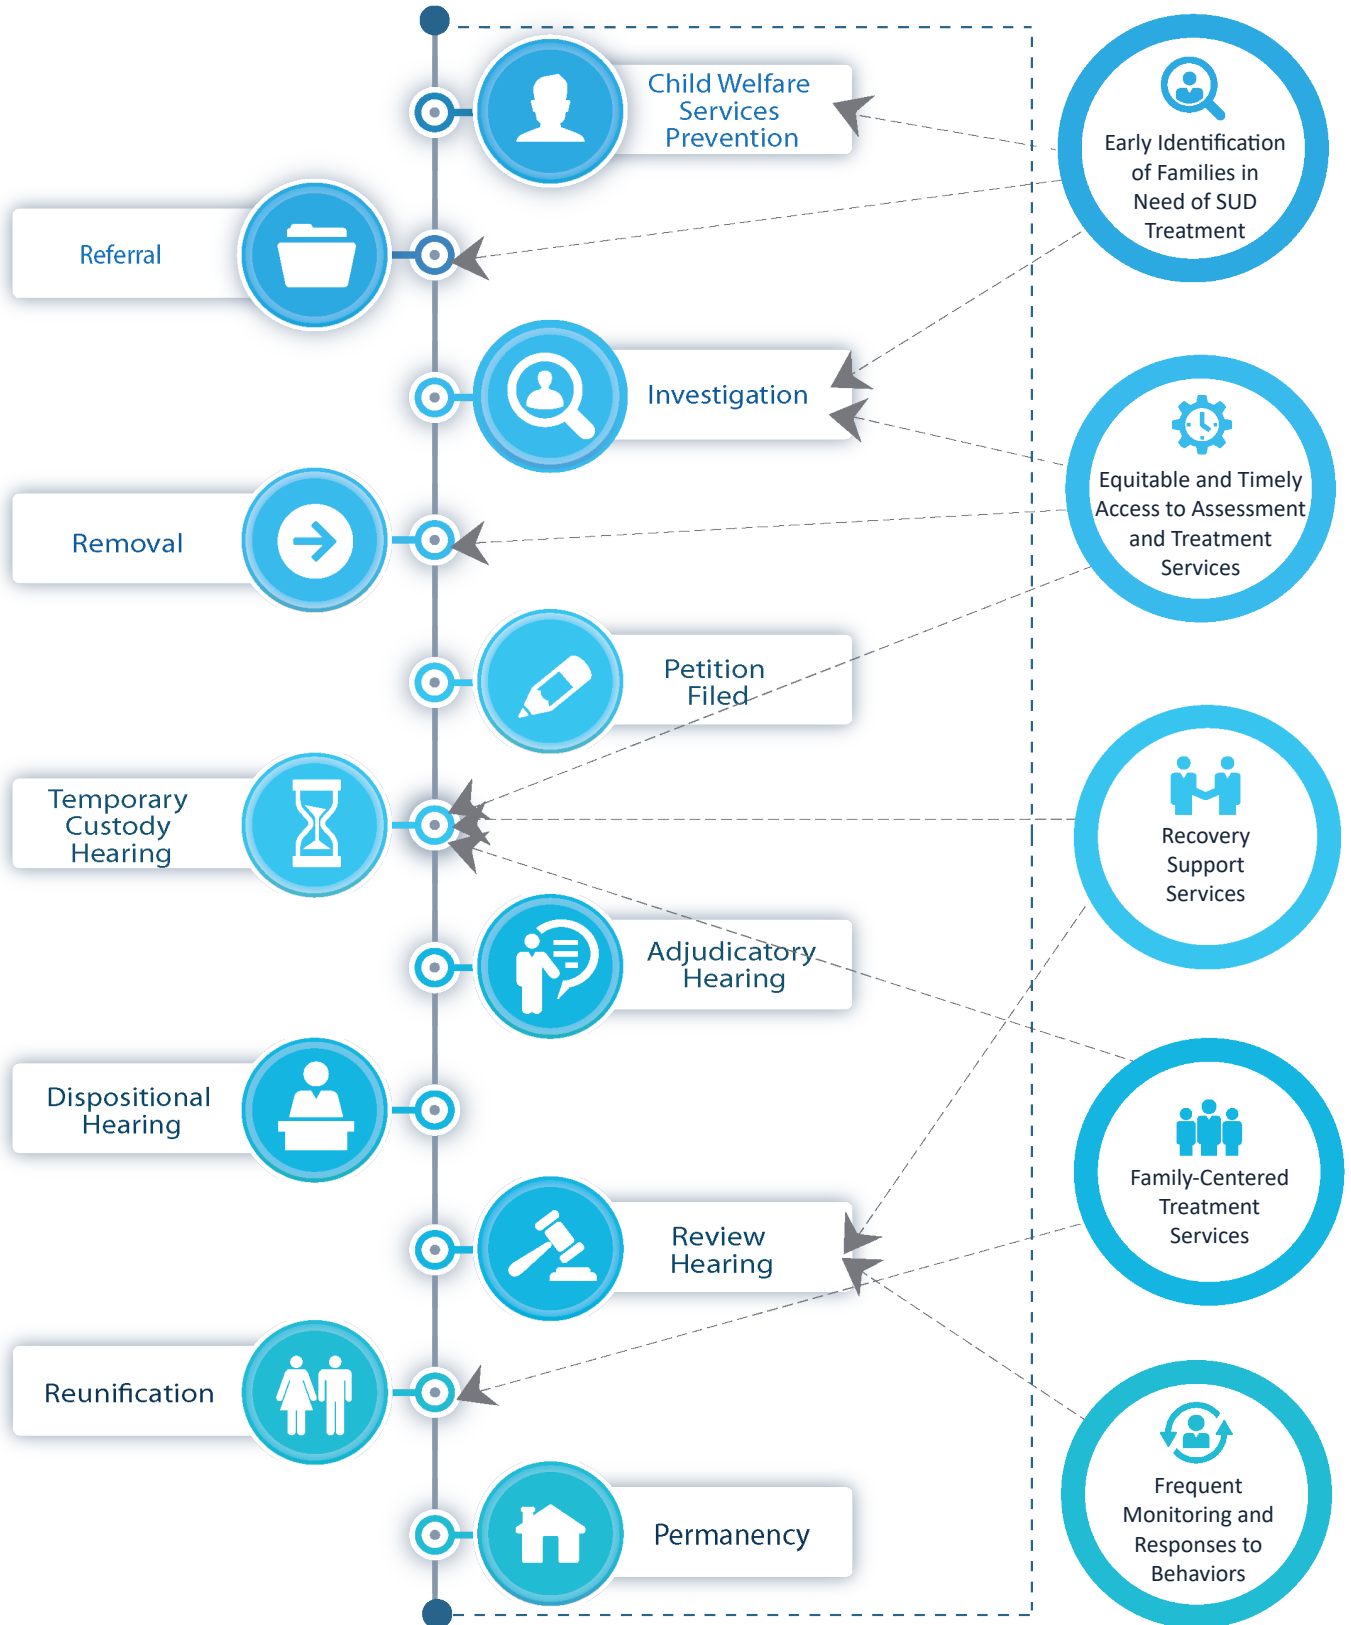 Child Welfare
Services
Prevention
Early Identification
of Families in
Need of SUD
Treatment
Referral
Investigation
Equitable and Timely
Access to Assessment
and Treatment
Services
Removal
Petition
Filed
Temporary
Custody
Hearing
Recovery
Support
Services
Adjudicatory
Hearing
Dispositional
Hearing
Family-Centered
Treatment
Services
Review
Hearing
Reunification
Frequent
Monitoring and
Responses to
Behaviors
Permanency